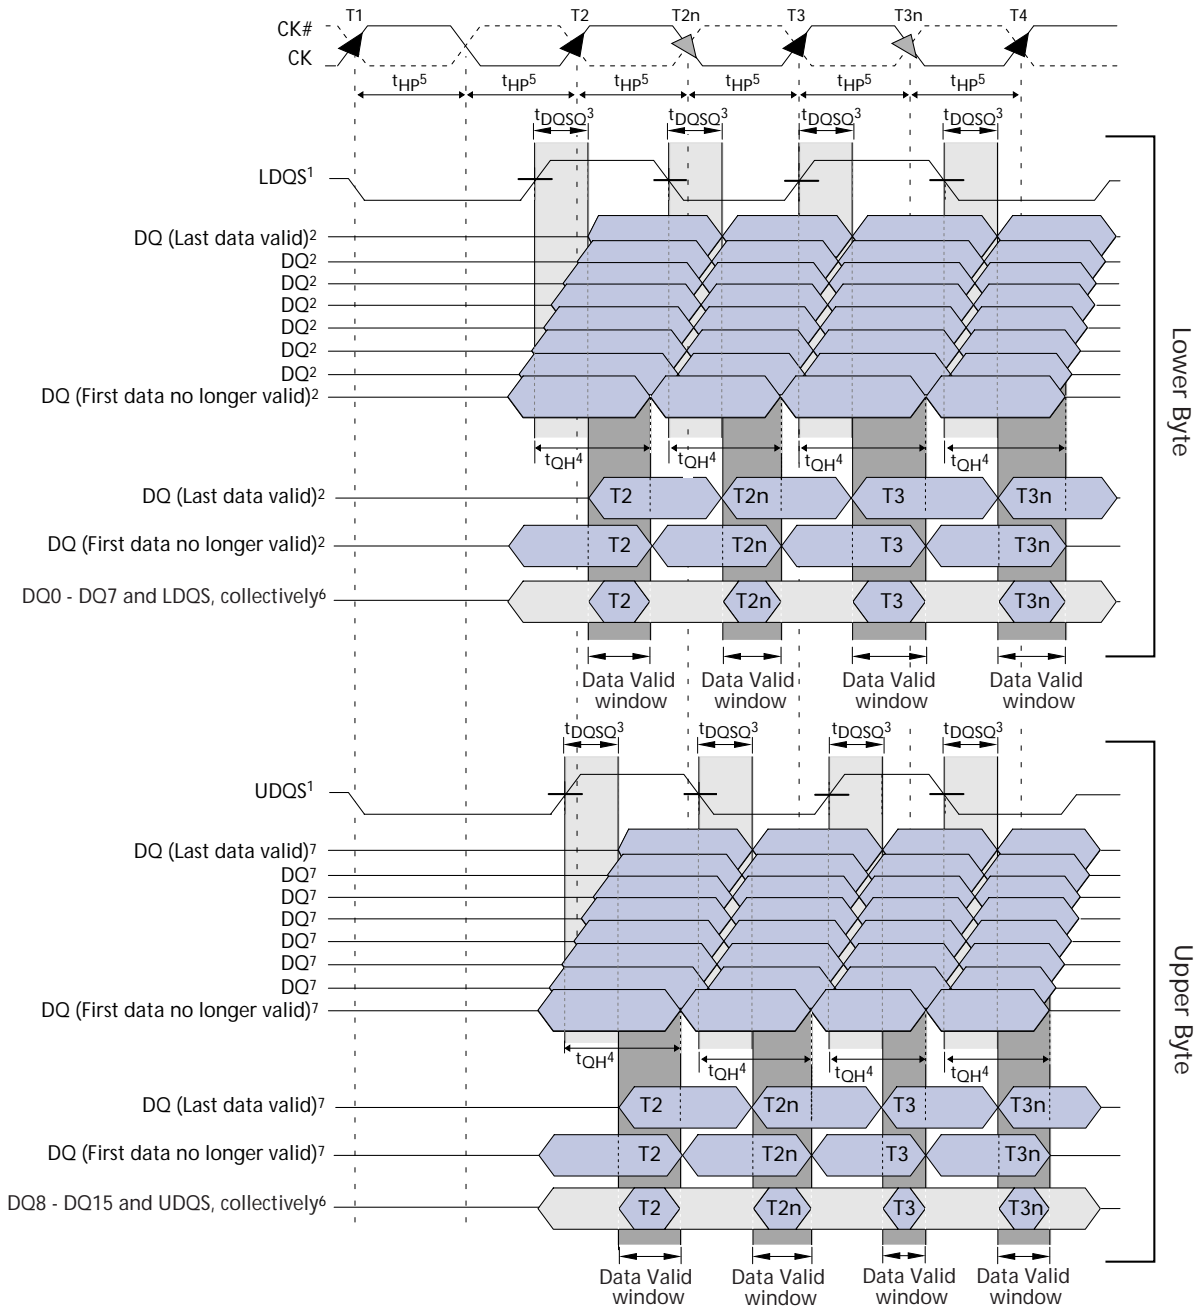 T1 T2 T2n T3 T3n T4
CK#
CK
tHP5 tHP5 tHP5 tHP5 tHP5 tHP5
tDQSQ3 tDQSQ3 tDQSQ3 tDQSQ3
LDQS1
DQ (Last data valid)2
DQ2
DQ2
DQ2
DQ2
DQ2
DQ2
DQ (First data no longer valid)2
Lower Byte
tQH4 tQH4 tQH4 tQH4
DQ (Last data valid)2 T2 T2n T3 T3n
DQ (First data no longer valid)2 T2 T2n T3 T3n
DQ0 - DQ7 and LDQS, collectively6 T2 T2n T3 T3n
Data Valid Data Valid Data Valid Data Valid
window window window window
tDQSQ3 tDQSQ3 tDQSQ3 tDQSQ3
UDQS1
DQ (Last data valid)7
DQ7
DQ7
DQ7
DQ7
DQ7
DQ7
DQ (First data no longer valid)7
Upper Byte
tQH4 tQH4 tQH4 tQH4
DQ (Last data valid)7 T2 T2n T3 T3n
DQ (First data no longer valid)7 T2 T2n T3 T3n
DQ8 - DQ15 and UDQS, collectively6 T2 T2n T3 T3n
Data Valid Data Valid Data Valid Data Valid
window window window window